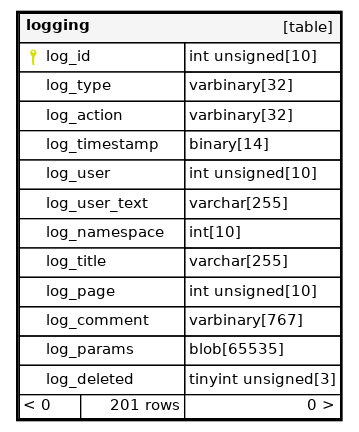 logging [table]
log_id int unsigned[10]
log_type varbinary[32]
log_action varbinary[32]
log_timestamp binary[14]
log_user int unsigned[10]
log_user_text varchar[255]
log_namespace int[10]
log_title varchar[255]
log_page int unsigned[10]
log_comment varbinary[767]
log_params blob[65535]
log_deleted tinyint unsigned[3]
< 0 201 rows 0 >